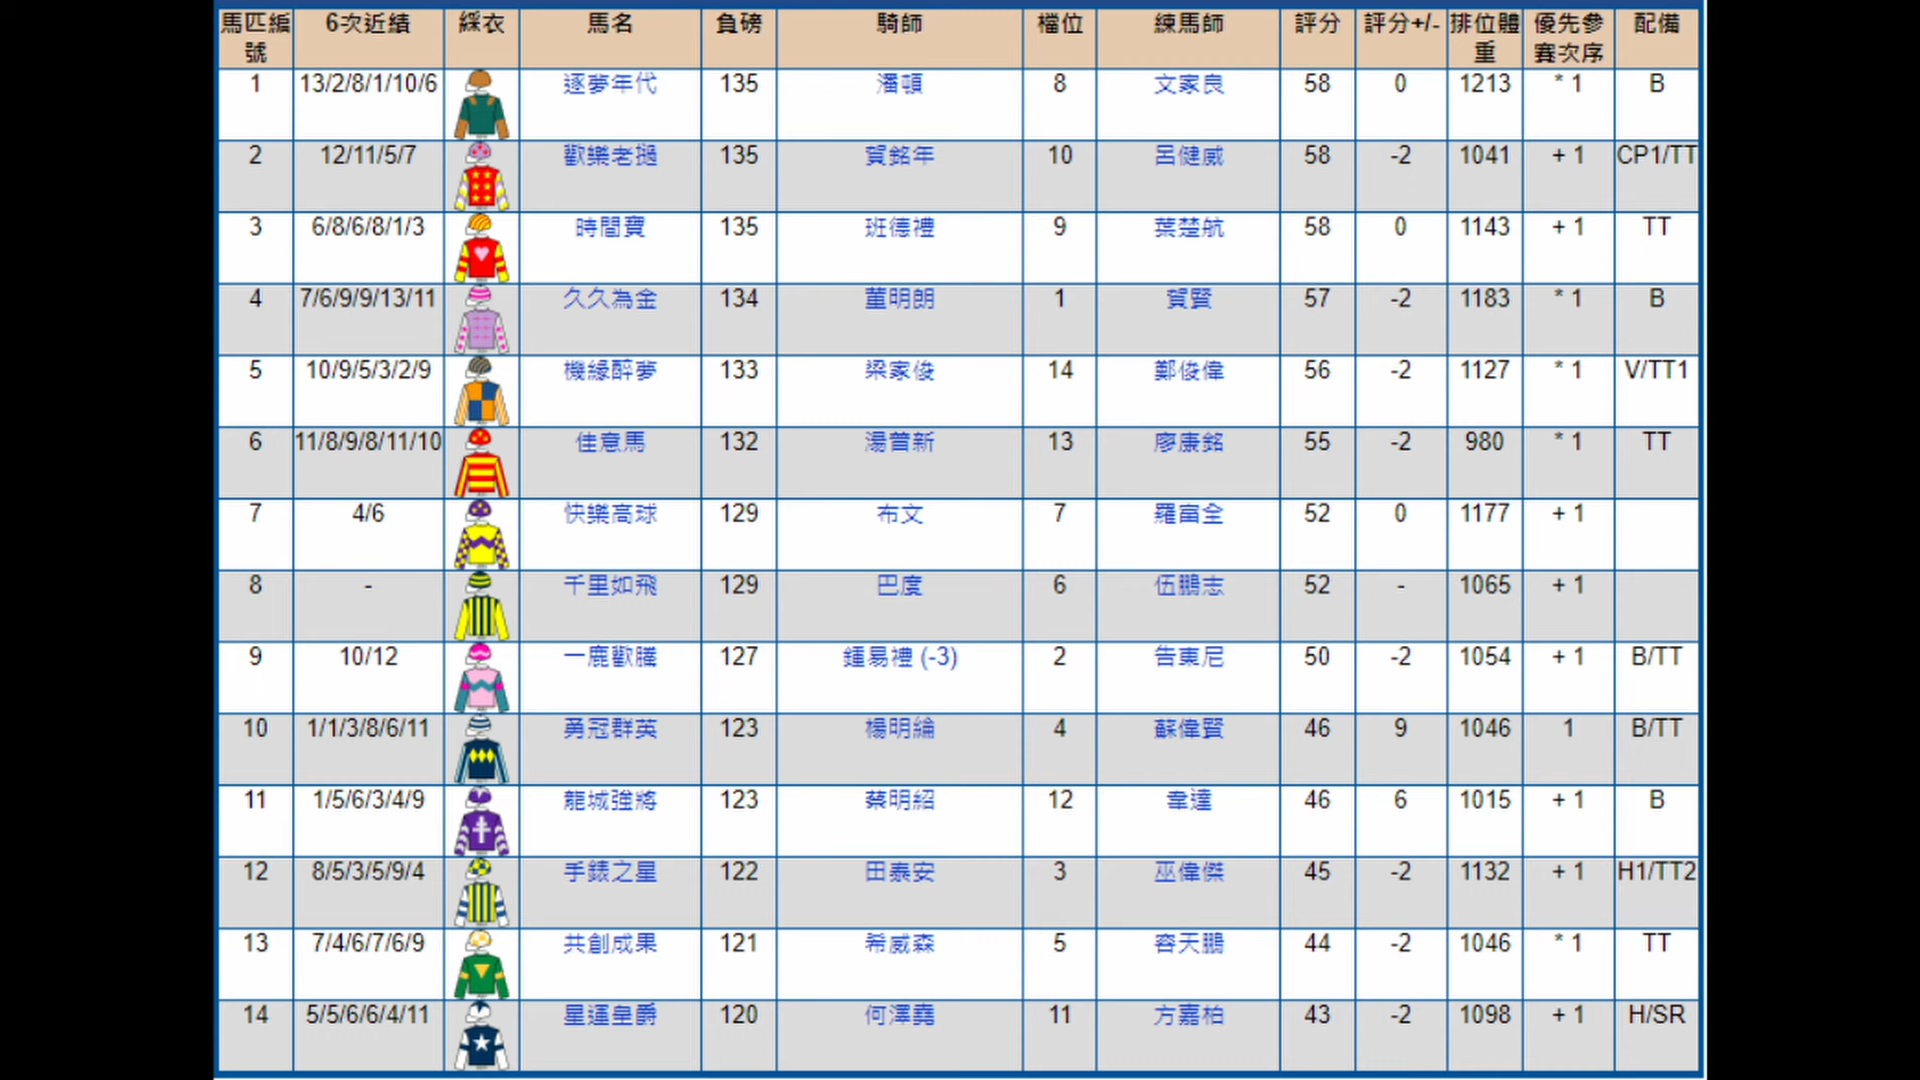 馬匹編號 6次近績 綵衣 馬名 負磅 騎師 檔位 練馬師 評分 評分+/- 排位體重 優先參賽次序 配備
1 13/2/8/1/10/6 逐夢年代 135 潘頓 8 文家良 58 0 1213 * 1 B
2 12/11/5/7 歡樂老撾 135 賀銘年 10 呂健威 58 -2 1041 + 1 CP1/TT
3 6/8/6/8/1/3 時間寶 135 班德禮 9 葉楚航 58 0 1143 + 1 TT
4 7/6/9/9/13/11 久久為金 134 董明朗 1 賀賢 57 -2 1183 * 1 B
5 10/9/5/3/2/9 機緣醉夢 133 梁家俊 14 鄭俊偉 56 -2 1127 * 1 V/TT1
6 11/8/9/8/11/10 佳意馬 132 湯普新 13 廖康銘 55 -2 980 * 1 TT
7 4/6 快樂高球 129 布文 7 羅富全 52 0 1177 + 1
8 - 千里如飛 129 巴度 6 伍鵬志 52 - 1065 + 1
9 10/12 一鹿歡騰 127 鍾易禮 (-3) 2 告東尼 50 -2 1054 + 1 B/TT
10 1/1/3/8/6/11 勇冠群英 123 楊明綸 4 蘇偉賢 46 9 1046 1 B/TT
11 1/5/6/3/4/9 龍城強將 123 蔡明紹 12 韋達 46 6 1015 + 1 B
12 8/5/3/5/9/4 手錶之星 122 田泰安 3 巫偉傑 45 -2 1132 + 1 H1/TT2
13 7/4/6/7/6/9 共創成果 121 希威森 5 容天鵬 44 -2 1046 * 1 TT
14 5/5/6/6/4/11 星運皇爵 120 何澤堯 11 方嘉柏 43 -2 1098 + 1 H/SR